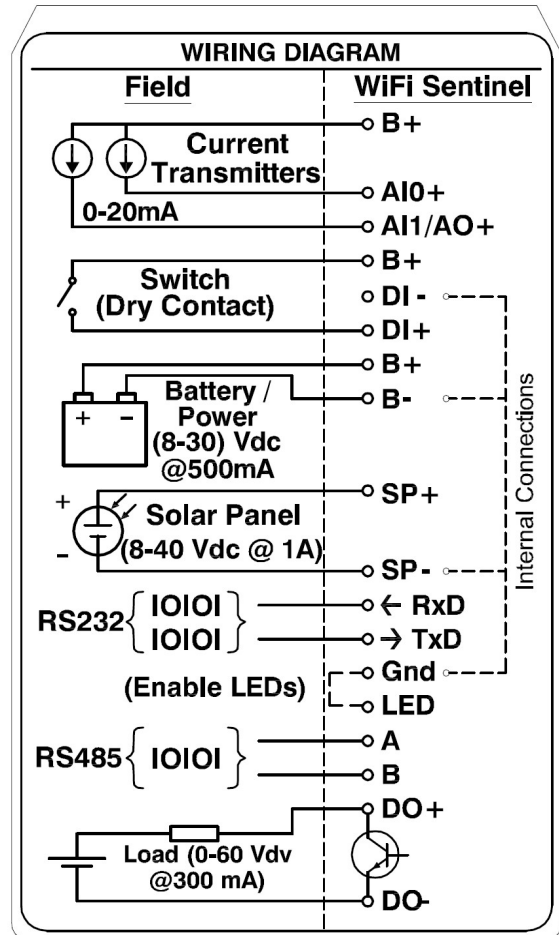 WIRING DIAGRAM
Field
WiFi Sentinel
B+
Current
Transmitters
AI0+
0-20mA
AI1/AO+
B+
Switch
(Dry Contact)
DI -
DI+
B+
B-
+ -
Battery /
Power
(8-30) Vdc
@500mA
Internal Connections
SP+
+
Solar Panel
(8-40 Vdc @ 1A)
-
SP-
RS232 { IOIOI } ← RxD
{ IOIOI } → TxD
Gnd
(Enable LEDs)
LED
RS485 { IOIOI } A
B
DO+
Load (0-60 Vdv
@300 mA)
DO-